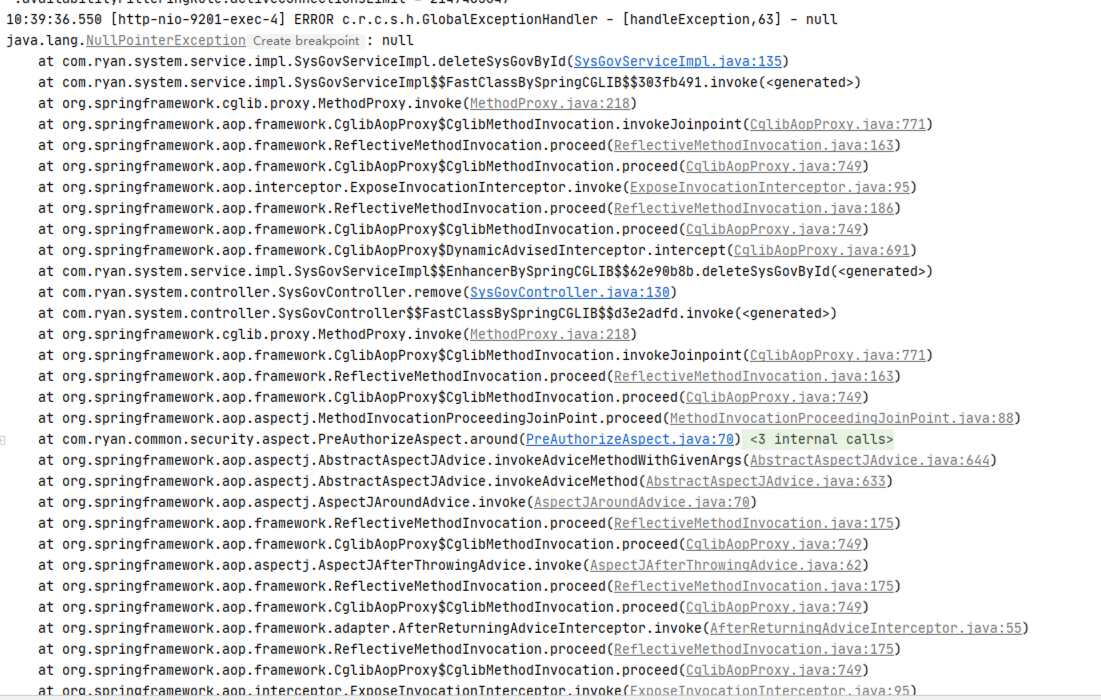 .availabilityFilteringRule.activeConnectionsLimit = 2147483647
10:39:36.550 [http-nio-9201-exec-4] ERROR c.r.c.s.h.GlobalExceptionHandler - [handleException,63] - null
java.lang.NullPointerException Create breakpoint : null
at com.ryan.system.service.impl.SysGovServiceImpl.deleteSysGovById(SysGovServiceImpl.java:135)
at com.ryan.system.service.impl.SysGovServiceImpl$$FastClassBySpringCGLIB$$303fb491.invoke(<generated>)
at org.springframework.cglib.proxy.MethodProxy.invoke(MethodProxy.java:218)
at org.springframework.aop.framework.CglibAopProxy$CglibMethodInvocation.invokeJoinpoint(CglibAopProxy.java:771)
at org.springframework.aop.framework.ReflectiveMethodInvocation.proceed(ReflectiveMethodInvocation.java:163)
at org.springframework.aop.framework.CglibAopProxy$CglibMethodInvocation.proceed(CglibAopProxy.java:749)
at org.springframework.aop.interceptor.ExposeInvocationInterceptor.invoke(ExposeInvocationInterceptor.java:95)
at org.springframework.aop.framework.ReflectiveMethodInvocation.proceed(ReflectiveMethodInvocation.java:186)
at org.springframework.aop.framework.CglibAopProxy$CglibMethodInvocation.proceed(CglibAopProxy.java:749)
at org.springframework.aop.framework.CglibAopProxy$DynamicAdvisedInterceptor.intercept(CglibAopProxy.java:691)
at com.ryan.system.service.impl.SysGovServiceImpl$$EnhancerBySpringCGLIB$$62e90b8b.deleteSysGovById(<generated>)
at com.ryan.system.controller.SysGovController.remove(SysGovController.java:130)
at com.ryan.system.controller.SysGovController$$FastClassBySpringCGLIB$$d3e2adfd.invoke(<generated>)
at org.springframework.cglib.proxy.MethodProxy.invoke(MethodProxy.java:218)
at org.springframework.aop.framework.CglibAopProxy$CglibMethodInvocation.invokeJoinpoint(CglibAopProxy.java:771)
at org.springframework.aop.framework.ReflectiveMethodInvocation.proceed(ReflectiveMethodInvocation.java:163)
at org.springframework.aop.framework.CglibAopProxy$CglibMethodInvocation.proceed(CglibAopProxy.java:749)
at org.springframework.aop.aspectj.MethodInvocationProceedingJoinPoint.proceed(MethodInvocationProceedingJoinPoint.java:88)
at com.ryan.common.security.aspect.PreAuthorizeAspect.around(PreAuthorizeAspect.java:70) <3 internal calls>
at org.springframework.aop.aspectj.AbstractAspectJAdvice.invokeAdviceMethodWithGivenArgs(AbstractAspectJAdvice.java:644)
at org.springframework.aop.aspectj.AbstractAspectJAdvice.invokeAdviceMethod(AbstractAspectJAdvice.java:633)
at org.springframework.aop.aspectj.AspectJAroundAdvice.invoke(AspectJAroundAdvice.java:70)
at org.springframework.aop.framework.ReflectiveMethodInvocation.proceed(ReflectiveMethodInvocation.java:175)
at org.springframework.aop.framework.CglibAopProxy$CglibMethodInvocation.proceed(CglibAopProxy.java:749)
at org.springframework.aop.aspectj.AspectJAfterThrowingAdvice.invoke(AspectJAfterThrowingAdvice.java:62)
at org.springframework.aop.framework.ReflectiveMethodInvocation.proceed(ReflectiveMethodInvocation.java:175)
at org.springframework.aop.framework.CglibAopProxy$CglibMethodInvocation.proceed(CglibAopProxy.java:749)
at org.springframework.aop.framework.adapter.AfterReturningAdviceInterceptor.invoke(AfterReturningAdviceInterceptor.java:55)
at org.springframework.aop.framework.ReflectiveMethodInvocation.proceed(ReflectiveMethodInvocation.java:175)
at org.springframework.aop.framework.CglibAopProxy$CglibMethodInvocation.proceed(CglibAopProxy.java:749)
at org.springframework.aop.interceptor.ExposeInvocationInterceptor.invoke(ExposeInvocationInterceptor.java:95)